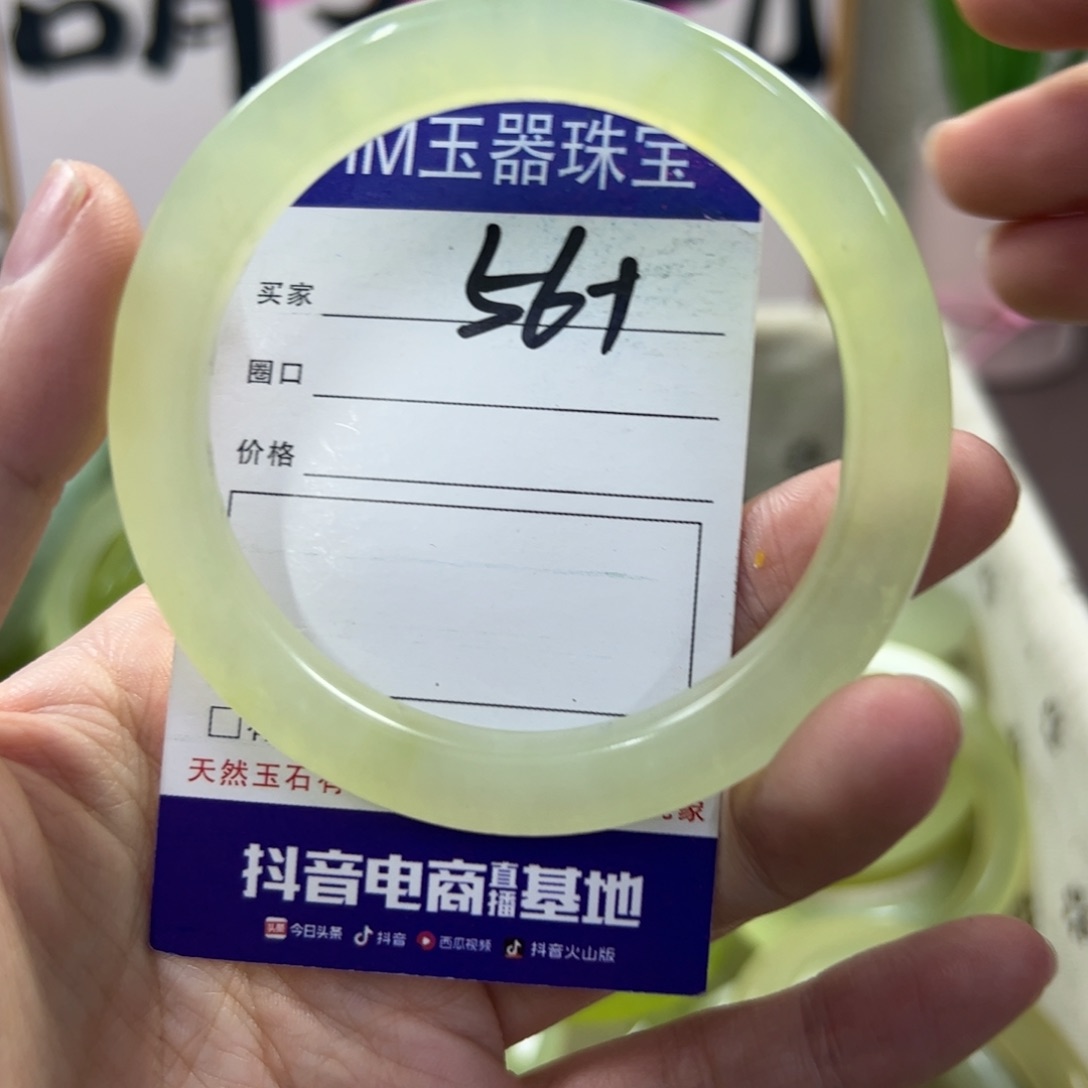 M玉器珠宝
买家 56+
圈口
价格
天然玉石有
抖音电商直播基地
今日头条 抖音 西瓜视频 抖音火山版